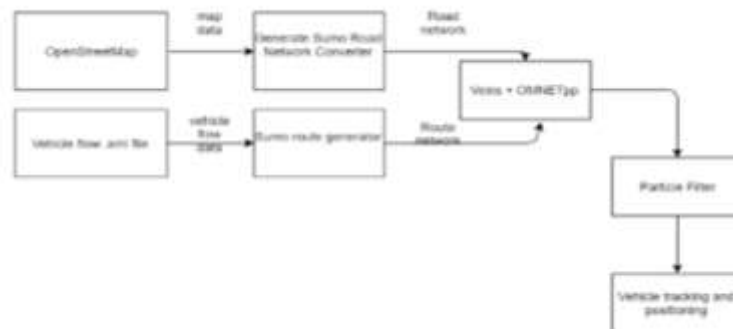 map
data
Road
network
OpenStreetMap
Generate Sumo Road
Network Converter
Veins + OMNETpp
vehicle
flow
data
Vehicle flow .xml file
Sumo route generator
Route
network
Particle Filter
Vehicle tracking and
positioning